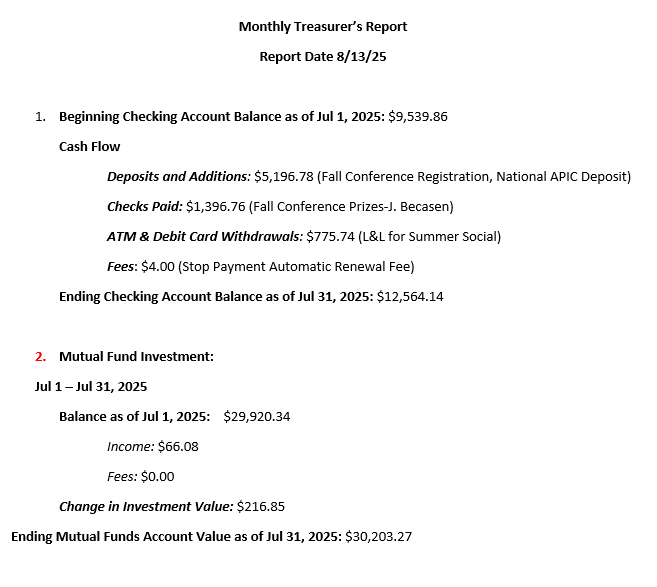 Monthly Treasurer’s Report
Report Date 8/13/25
1. Beginning Checking Account Balance as of Jul 1, 2025: $9,539.86
Cash Flow
Deposits and Additions: $5,196.78 (Fall Conference Registration, National APIC Deposit)
Checks Paid: $1,396.76 (Fall Conference Prizes-J. Becasen)
ATM & Debit Card Withdrawals: $775.74 (L&L for Summer Social)
Fees: $4.00 (Stop Payment Automatic Renewal Fee)
Ending Checking Account Balance as of Jul 31, 2025: $12,564.14
2. Mutual Fund Investment:
Jul 1 – Jul 31, 2025
Balance as of Jul 1, 2025: $29,920.34
Income: $66.08
Fees: $0.00
Change in Investment Value: $216.85
Ending Mutual Funds Account Value as of Jul 31, 2025: $30,203.27